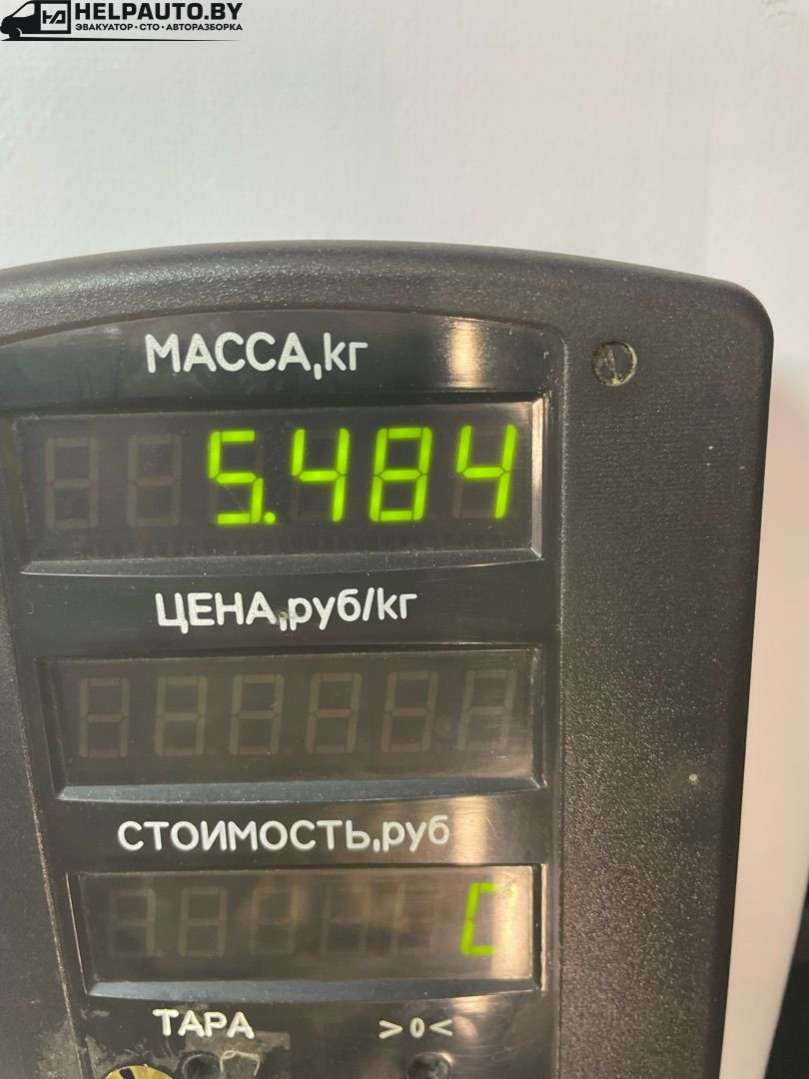 HELPAUTO.BY
ЭВАКУАТОР · СТО · АВТОРАЗБОРКА
МАССА,кг
5.484
ЦЕНА,руб/кг
СТОИМОСТЬ,руб
ТАРА >0<